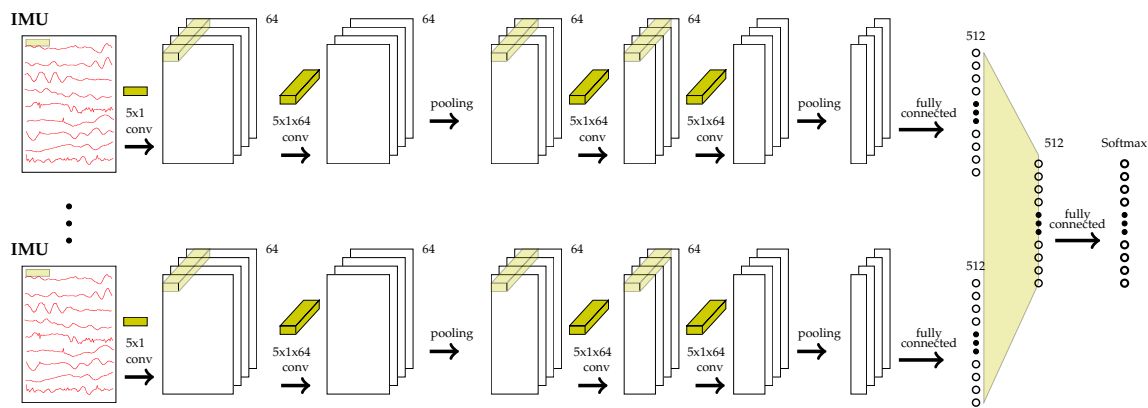 IMU
64
64
64
64
64
512
5x1
conv
5x1x64
conv
pooling
5x1x64
conv
5x1x64
conv
pooling
fully
connected
512
Softmax
fully
connected
IMU
64
64
64
64
64
512
5x1
conv
5x1x64
conv
pooling
5x1x64
conv
5x1x64
conv
pooling
fully
connected